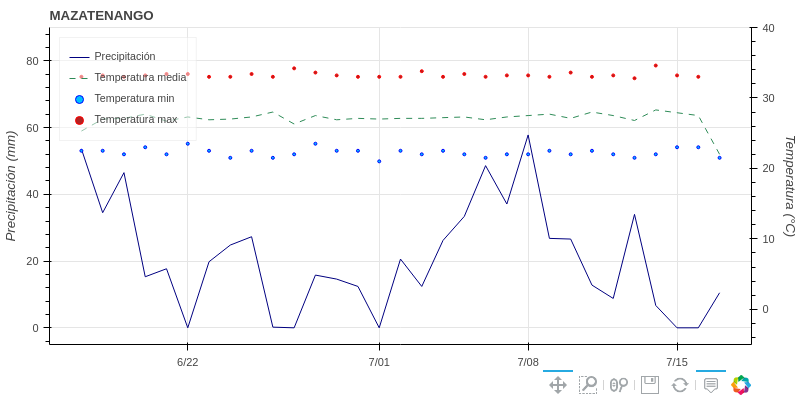 MAZATENANGO
Precipitación
Temperatura media
Temperatura min
Temperatura max
80
60
40
20
0
Precipitación (mm)
40
30
20
10
0
Temperatura (°C)
6/22
7/01
7/08
7/15